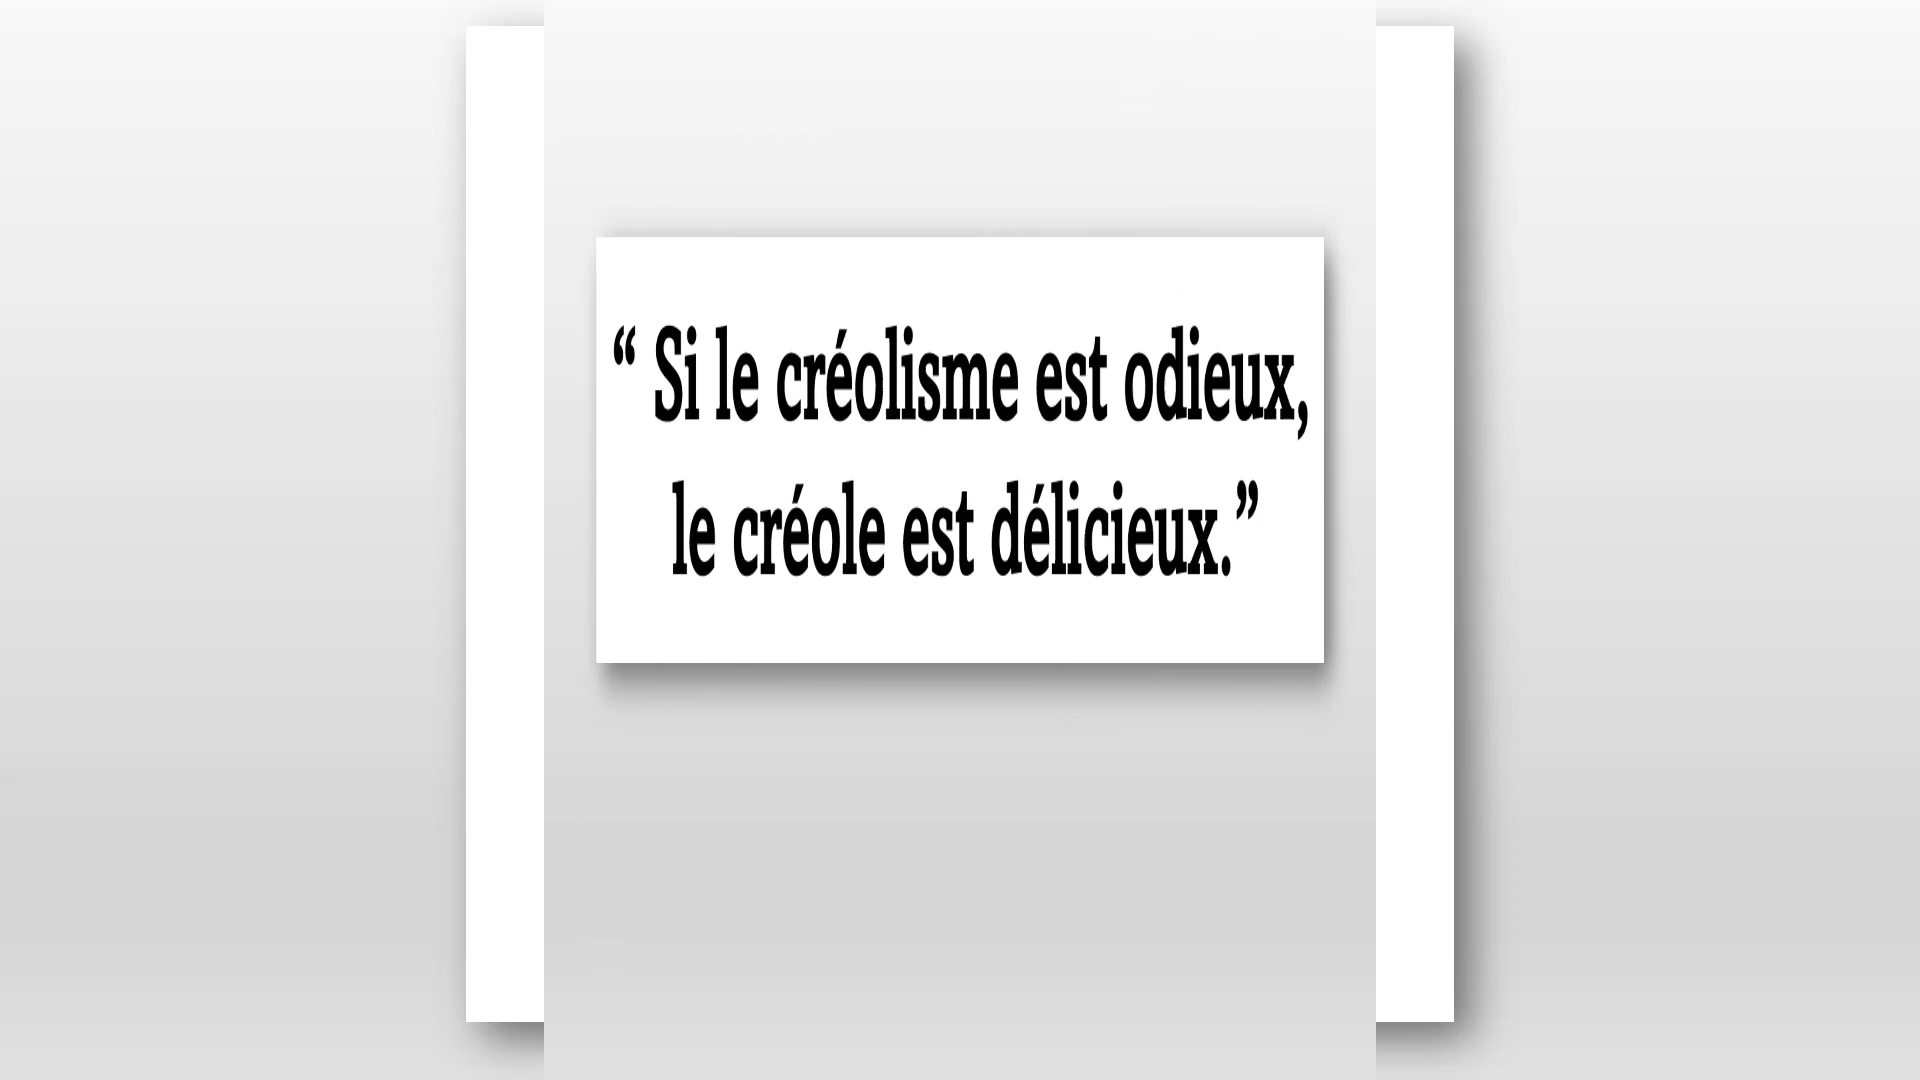 “ Si le créolisme est odieux,
le créole est délicieux.”